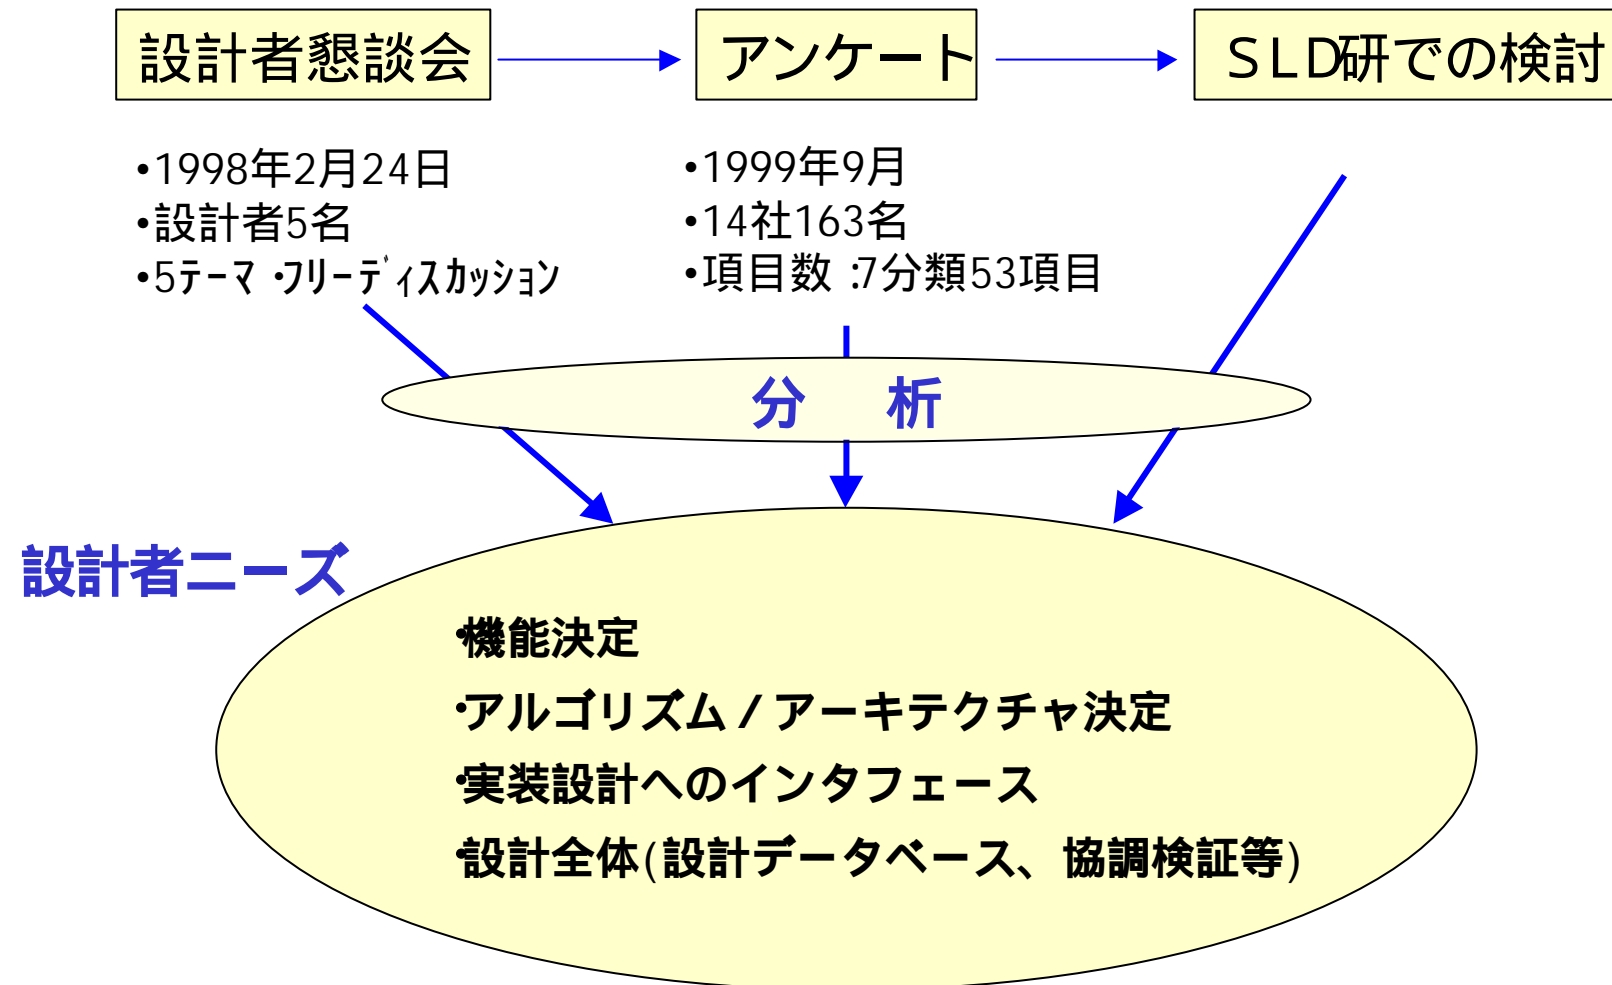 設計者懇談会
アンケート
SLD研での検討
•1998年2月24日
•設計者5名
•5テーマ・フリーディスカッション
•1999年9月
•14社163名
•項目数:7分類53項目
分 析
設計者ニーズ
•機能決定
•アルゴリズム/アーキテクチャ決定
•実装設計へのインタフェース
•設計全体(設計データベース、協調検証等)